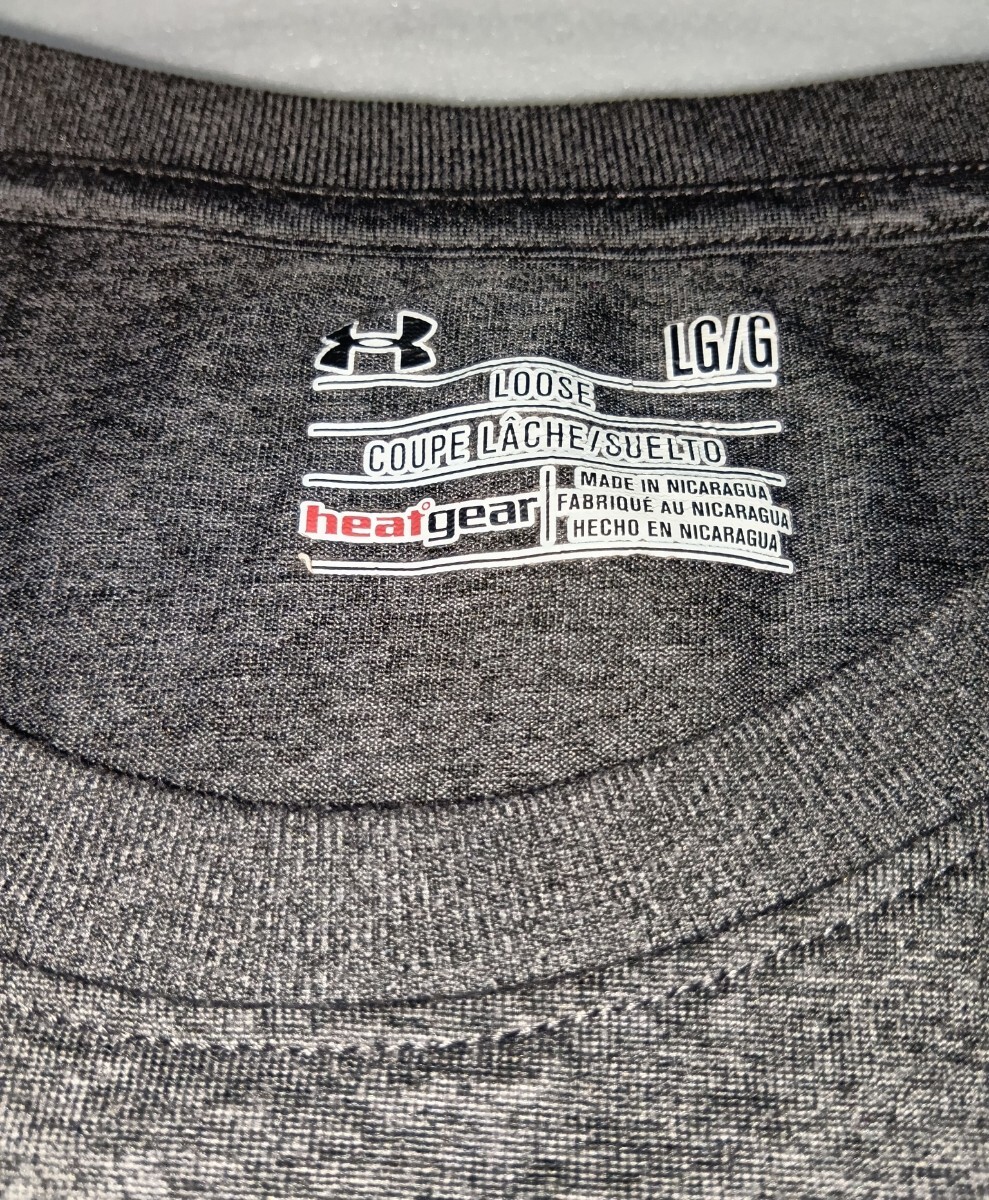 LG/G
LOOSE
COUPE LÂCHE/SUELTO
heatgear
MADE IN NICARAGUA
FABRIQUÉ AU NICARAGUA
HECHO EN NICARAGUA